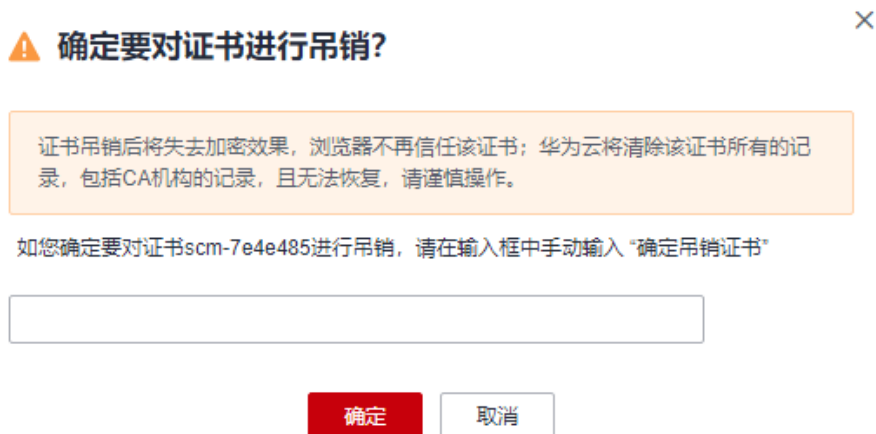 确定要对证书进行吊销?
证书吊销后将失去加密效果，浏览器不再信任该证书；华为云将清除该证书所有的记
录，包括CA机构的记录，且无法恢复，请谨慎操作。
如您确定要对证书scm-7e4e485进行吊销，请在输入框中手动输入 “确定吊销证书”
确定
取消